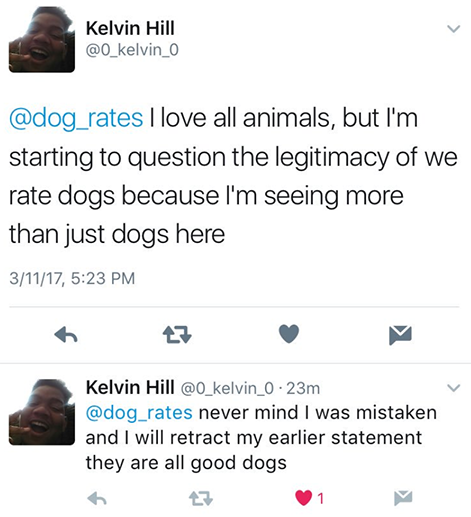 Kelvin Hill
@0_kelvin_0
@dog_rates I love all animals, but I'm
starting to question the legitimacy of we
rate dogs because I'm seeing more
than just dogs here
3/11/17, 5:23 PM
Kelvin Hill @0_kelvin_0 · 23m
@dog_rates never mind I was mistaken
and I will retract my earlier statement
they are all good dogs
1